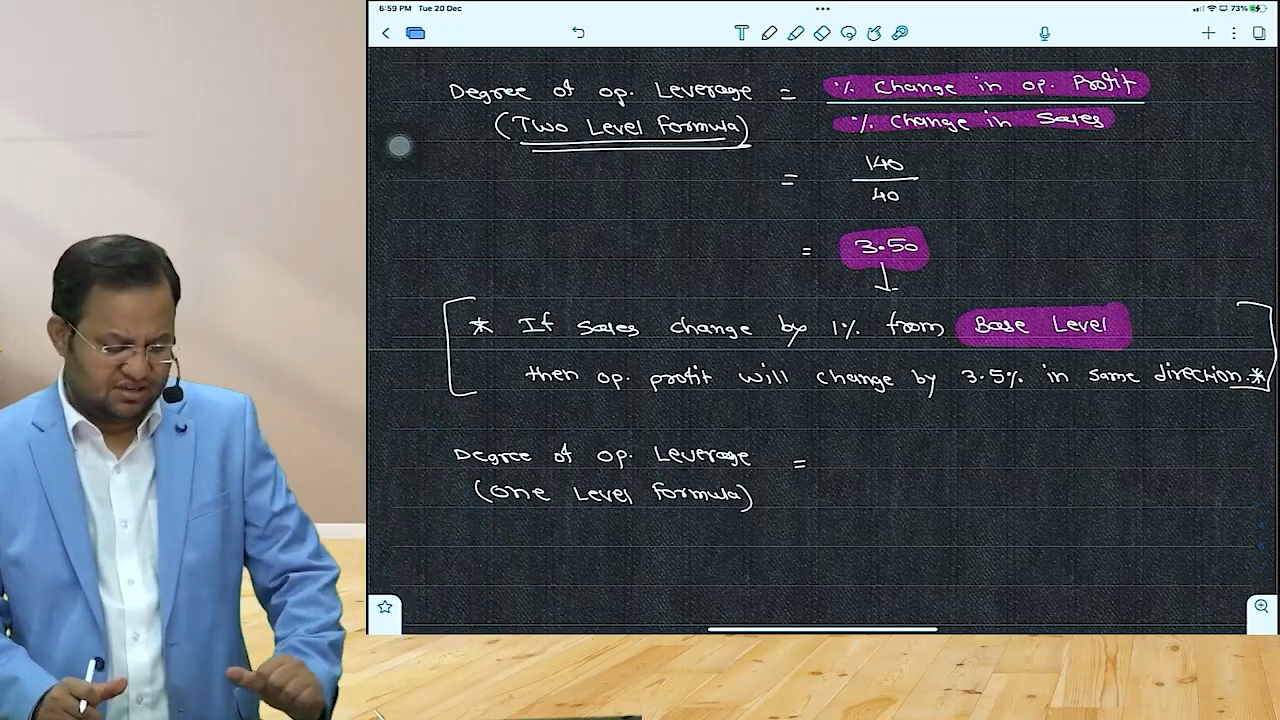 6:59 PM Tue 20 Dec
73%
Degree of op. Leverage = % Change in op. Profit
(Two Level Formula) % Change in Sales
= 140
40
= 3.50
* If Sales change by 1% from Base Level
then op. profit will change by 3.5% in same direction.*
Degree of op. Leverage =
(One Level Formula)